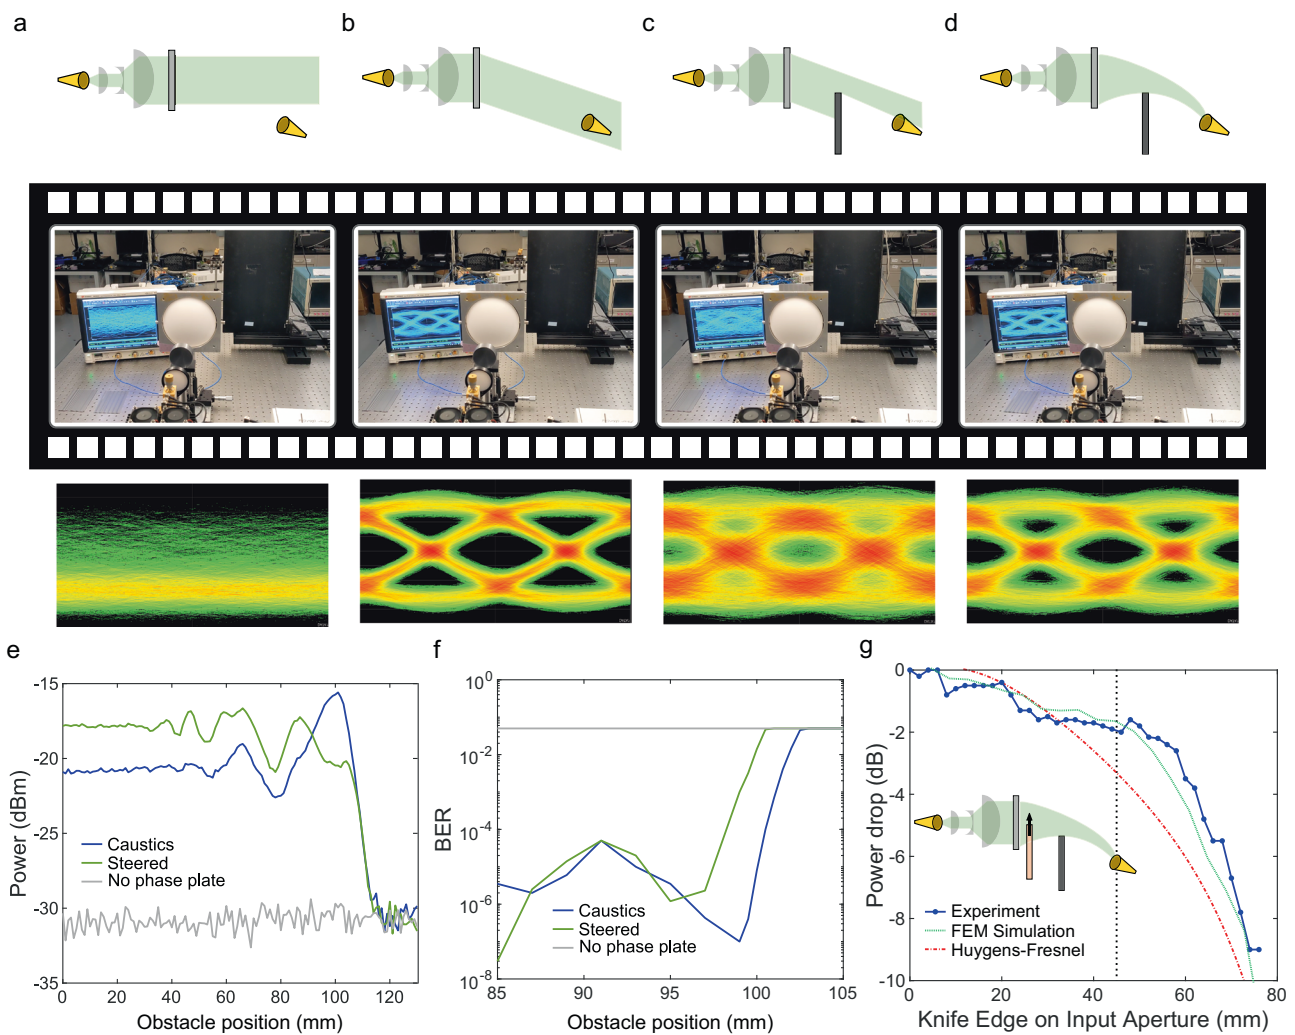 a
b
c
d
e
-15
-20
-25
-30
-35
Power (dBm)
Caustics
Steered
No phase plate
0
20
40
60
80
100
120
Obstacle position (mm)
f
10^0
10^-2
10^-4
10^-6
10^-8
BER
Caustics
Steered
No phase plate
85
90
95
100
105
Obstacle position (mm)
g
0
-2
-4
-6
-8
-10
Power drop (dB)
Experiment
FEM Simulation
Huygens-Fresnel
0
20
40
60
80
Knife Edge on Input Aperture (mm)